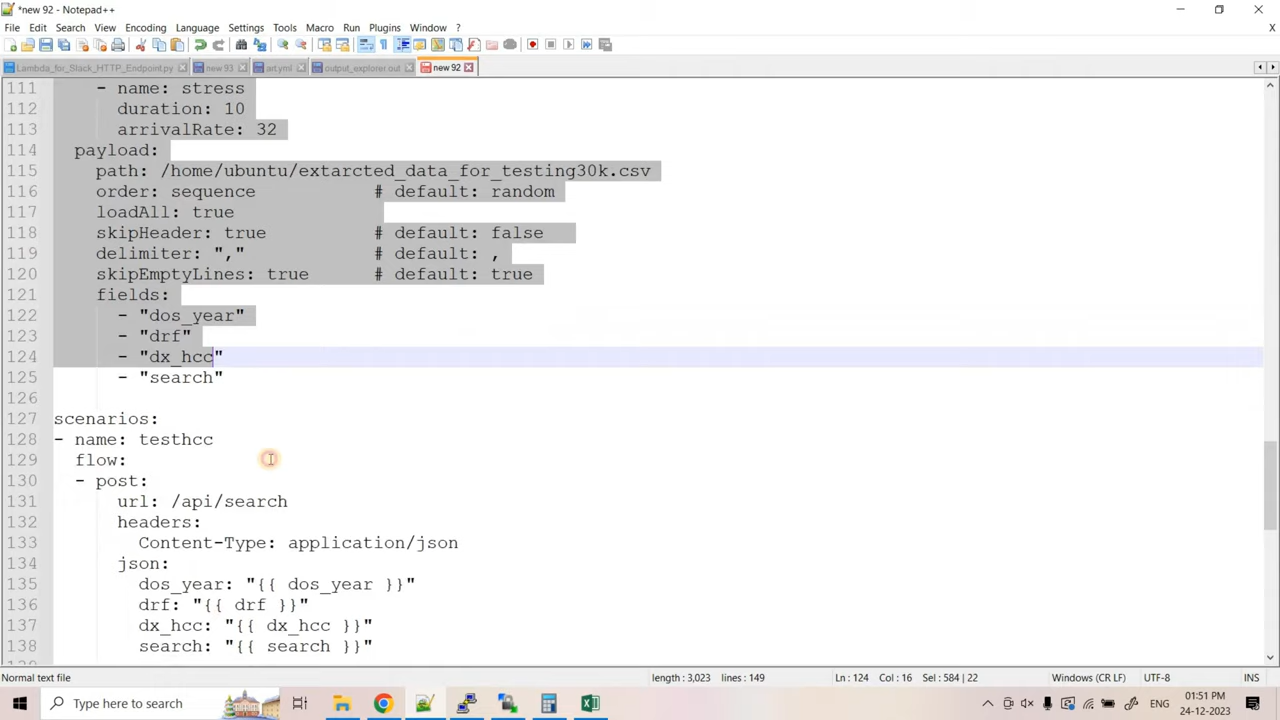 *new 92 - Notepad++
File Edit Search View Encoding Language Settings Tools Macro Run Plugins Window ?
X
Lambda_for_Slack_HTTP_Endpoint.py new 93 art.yml output_explorer.out new 92
111 - name: stress
112 duration: 10
113 arrivalRate: 32
114 payload:
115 path: /home/ubuntu/extarcted_data_for_testing30k.csv
116 order: sequence # default: random
117 loadAll: true
118 skipHeader: true # default: false
119 delimiter: "," # default: ,
120 skipEmptyLines: true # default: true
121 fields:
122 - "dos_year"
123 - "drf"
124 - "dx_hcc"
125 - "search"
126
127 scenarios:
128 - name: testhcc
129 flow:
130 - post:
131 url: /api/search
132 headers:
133 Content-Type: application/json
134 json:
135 dos_year: "{{ dos_year }}"
136 drf: "{{ drf }}"
137 dx_hcc: "{{ dx_hcc }}"
138 search: "{{ search }}"
Normal text file length : 3,023 lines : 149 Ln : 124 Col : 16 Sel : 584 | 22 Windows (CR LF) UTF-8 INS
Type here to search ENG 01:51 PM
24-12-2023